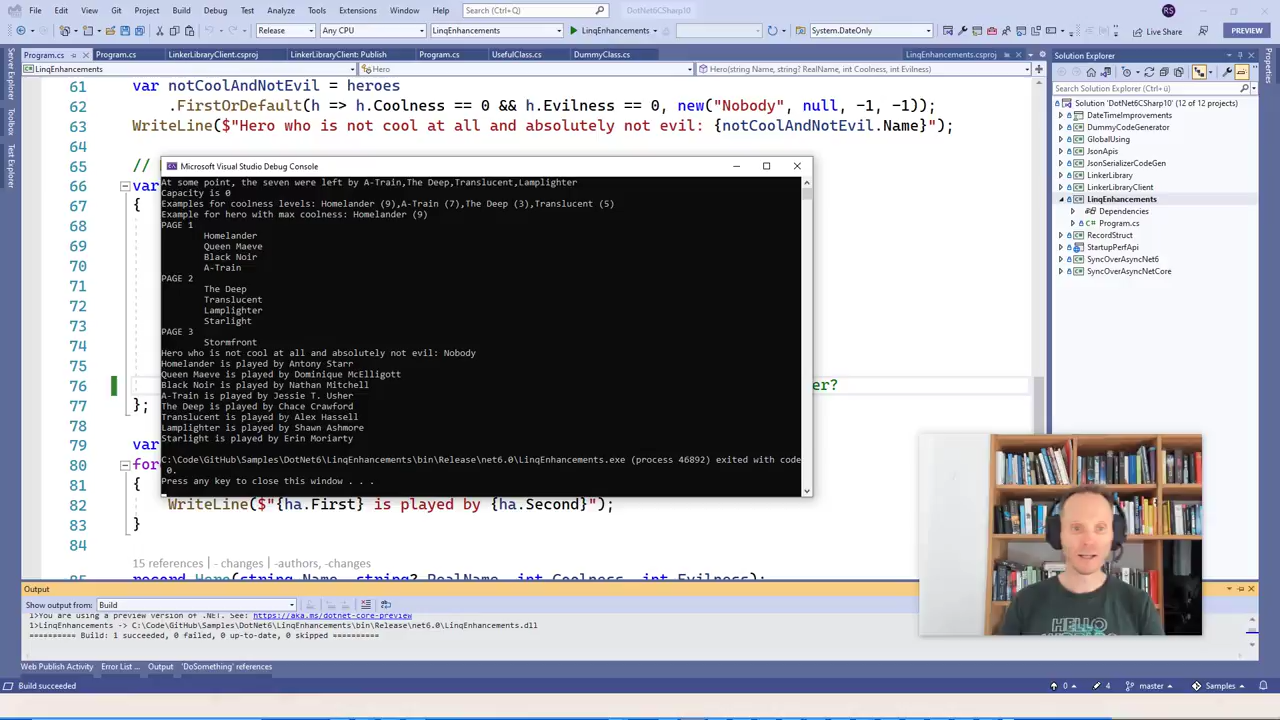 File Edit View Git Project Build Debug Test Analyze Tools Extensions Window Help Search (Ctrl+Q) DotNet6CSharp10 RS
Release Any CPU LinqEnhancements LinqEnhancements System.DateOnly Live Share PREVIEW
Program.cs Program.cs LinkerLibraryClient.csproj LinkerLibraryClient: Publish Program.cs UsefulClass.cs DummyClass.cs LinqEnhancements.csproj
LinqEnhancements Hero Hero(string Name, string? RealName, int Coolness, int Evilness)
Server Explorer
Toolbox
Test Explorer
61 var notCoolAndNotEvil = heroes
62 .FirstOrDefault(h => h.Coolness == 0 && h.Evilness == 0, new("Nobody", null, -1, -1));
63 WriteLine($"Hero who is not cool at all and absolutely not evil: {notCoolAndNotEvil.Name}");
64
65 //
66 var
67 {
68
69
70
71
72
73
74
75
76 er?
77 };
78
79 var
80 for
81 {
82 WriteLine($"{ha.First} is played by {ha.Second}");
83 }
84
15 references | - changes | -authors, -changes
85 record Hero(string Name, string? RealName, int Coolness, int Evilness);
Microsoft Visual Studio Debug Console
At some point, the seven were left by A-Train,The Deep,Translucent,Lamplighter
Capacity is 0
Examples for coolness levels: Homelander (9),A-Train (7),The Deep (3),Translucent (5)
Example for hero with max coolness: Homelander (9)
PAGE 1
Homelander
Queen Maeve
Black Noir
A-Train
PAGE 2
The Deep
Translucent
Lamplighter
Starlight
PAGE 3
Stormfront
Hero who is not cool at all and absolutely not evil: Nobody
Homelander is played by Antony Starr
Queen Maeve is played by Dominique McElligott
Black Noir is played by Nathan Mitchell
A-Train is played by Jessie T. Usher
The Deep is played by Chace Crawford
Translucent is played by Alex Hassell
Lamplighter is played by Shawn Ashmore
Starlight is played by Erin Moriarty
C:\Code\GitHub\Samples\DotNet6\LinqEnhancements\bin\Release\net6.0\LinqEnhancements.exe (process 46892) exited with code
0.
Press any key to close this window . . .
Solution Explorer
Search Solution Explorer (Ctrl+ü)
Solution 'DotNet6CSharp10' (12 of 12 projects)
DateTimeImprovements
DummyCodeGenerator
GlobalUsing
JsonApis
JsonSerializerCodeGen
LinkerLibrary
LinkerLibraryClient
LinqEnhancements
Dependencies
Program.cs
RecordStruct
StartupPerfApi
SyncOverAsyncNet6
SyncOverAsyncNetCore
Properties
HELLO
Output
Show output from: Build
1>You are using a preview version of .NET. See: https://aka.ms/dotnet-core-preview
1>LinqEnhancements -> C:\Code\GitHub\Samples\DotNet6\LinqEnhancements\bin\Release\net6.0\LinqEnhancements.dll
========== Build: 1 succeeded, 0 failed, 0 up-to-date, 0 skipped ==========
Web Publish Activity Error List ... Output 'DoSomething' references
Build succeeded 0 4 master Samples